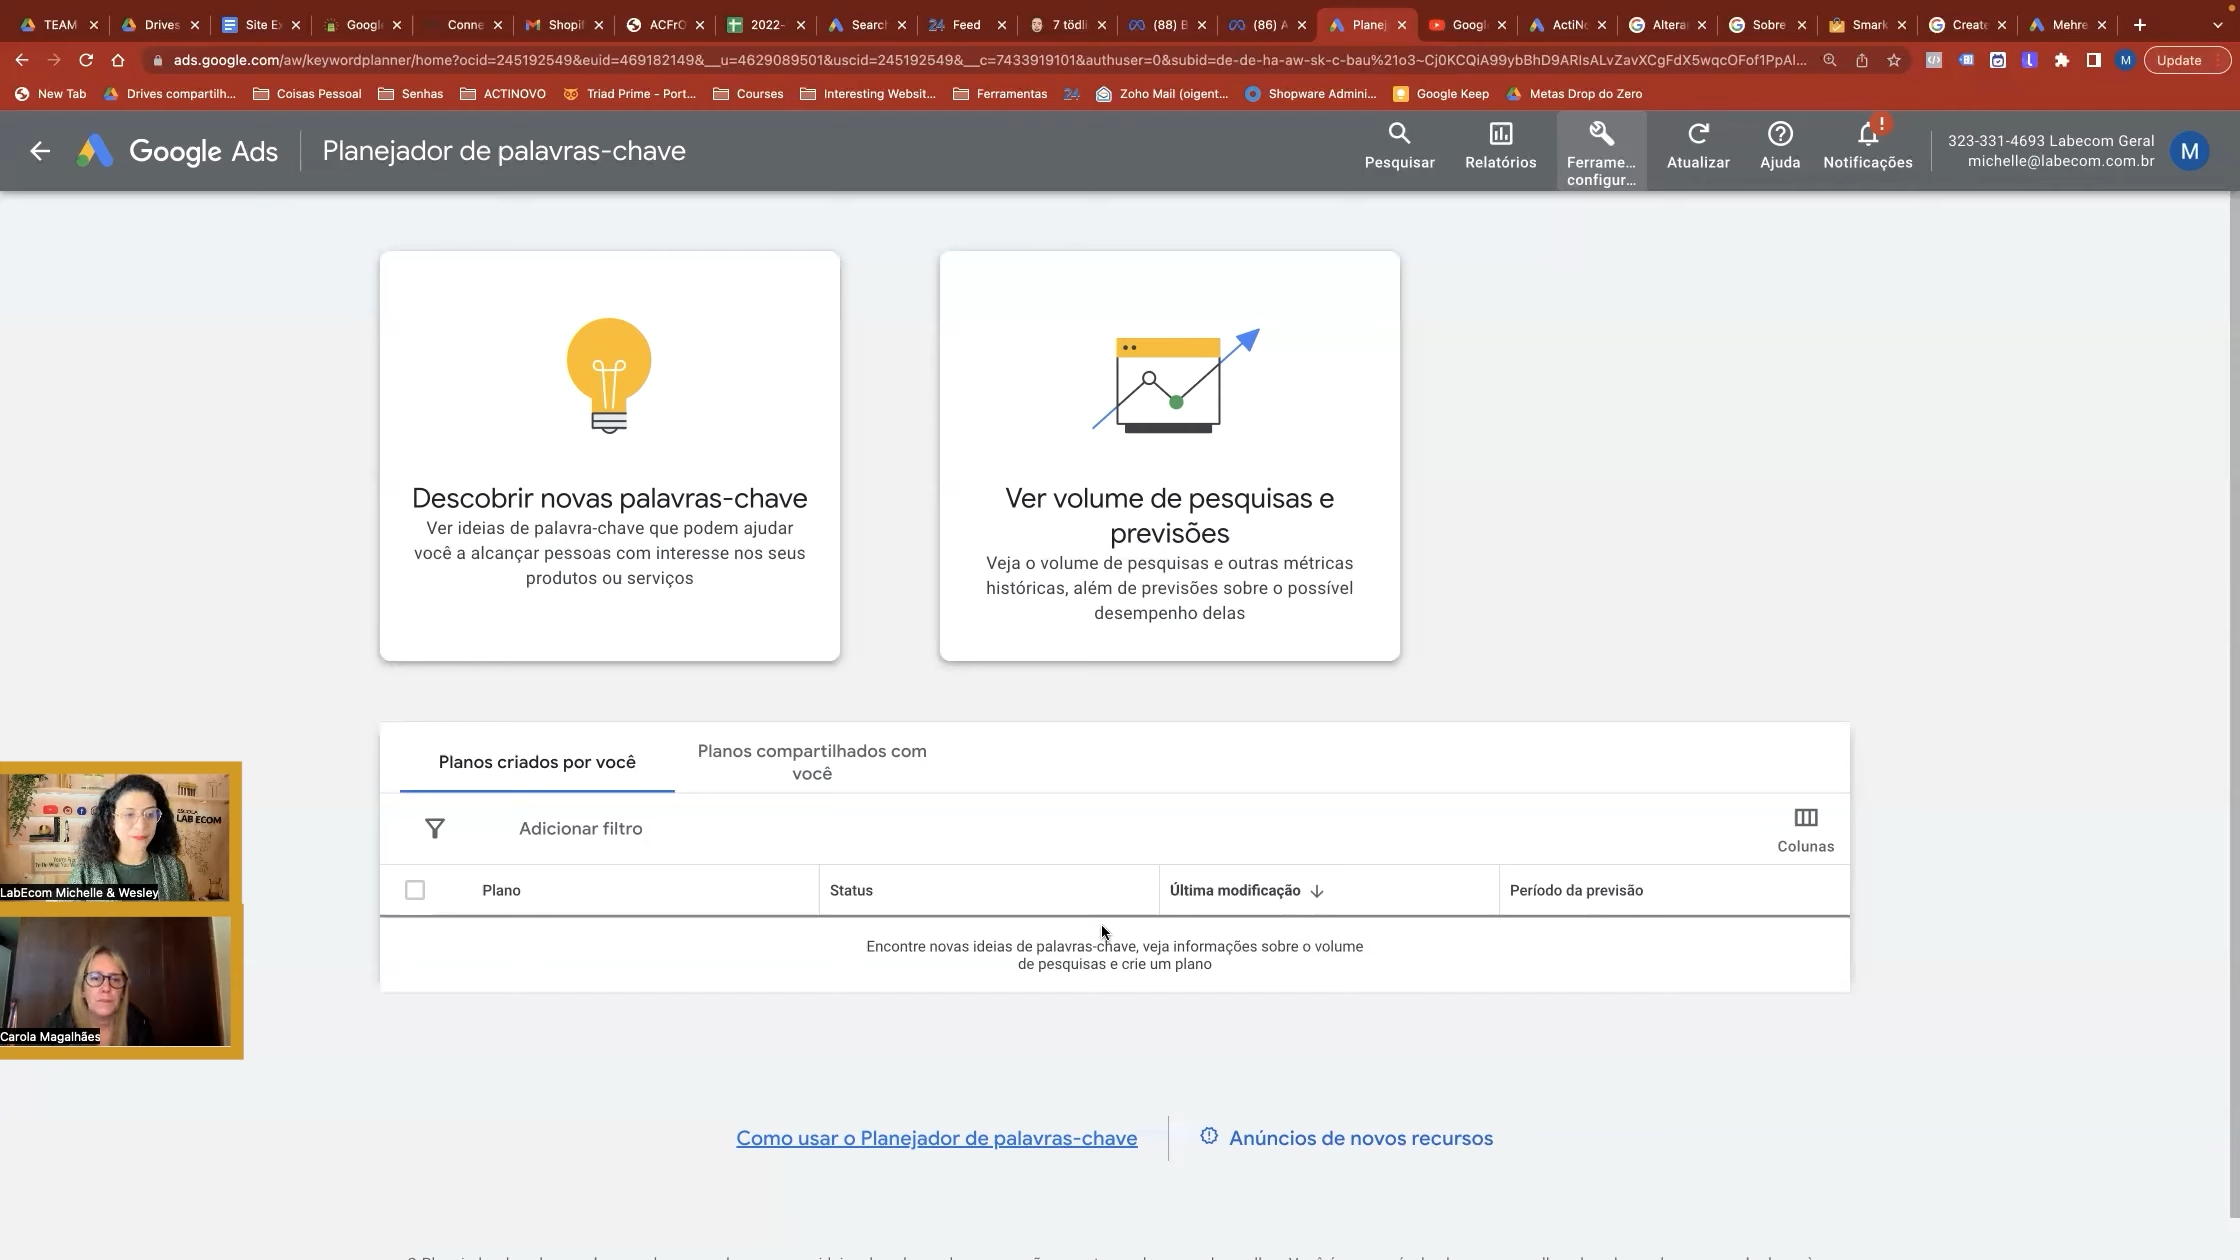 TEAM
Drives
Site E
Googl
Conne
Shopif
ACFrO
2022-
Searc
Feed
7 tödl
(88) B
(86) A
Planej
Googl
ActiNo
Altera
Sobre
Smark
Create
Mehre
ads.google.com/aw/keywordplanner/home?ocid=245192549&euid=469182149&__u=4629089501&uscid=245192549&__c=7433919101&authuser=0&subid=de-de-ha-aw-sk-c-bau%21o3~Cj0KCQiA99ybBhD9ARIsALvZavXCgFdX5wqcOFof1PpAl...
Update
New Tab
Drives compartilh...
Coisas Pessoal
Senhas
ACTINOVO
Triad Prime - Port...
Courses
Interesting Websit...
Ferramentas
24
Zoho Mail (oigent...
Shopware Admini...
Google Keep
Metas Drop do Zero
Google Ads
Planejador de palavras-chave
Pesquisar
Relatórios
Ferrame...
configur...
Atualizar
Ajuda
Notificações
323-331-4693 Labecom Geral
michelle@labecom.com.br
M
Descobrir novas palavras-chave
Ver ideias de palavra-chave que podem ajudar
você a alcançar pessoas com interesse nos seus
produtos ou serviços
Ver volume de pesquisas e
previsões
Veja o volume de pesquisas e outras métricas
históricas, além de previsões sobre o possível
desempenho delas
Planos criados por você
Planos compartilhados com
você
Adicionar filtro
Colunas
Plano
Status
Última modificação
Período da previsão
Encontre novas ideias de palavras-chave, veja informações sobre o volume
de pesquisas e crie um plano
LAB ECOM
LabEcom Michelle & Wesley
Carola Magalhães
Como usar o Planejador de palavras-chave
Anúncios de novos recursos